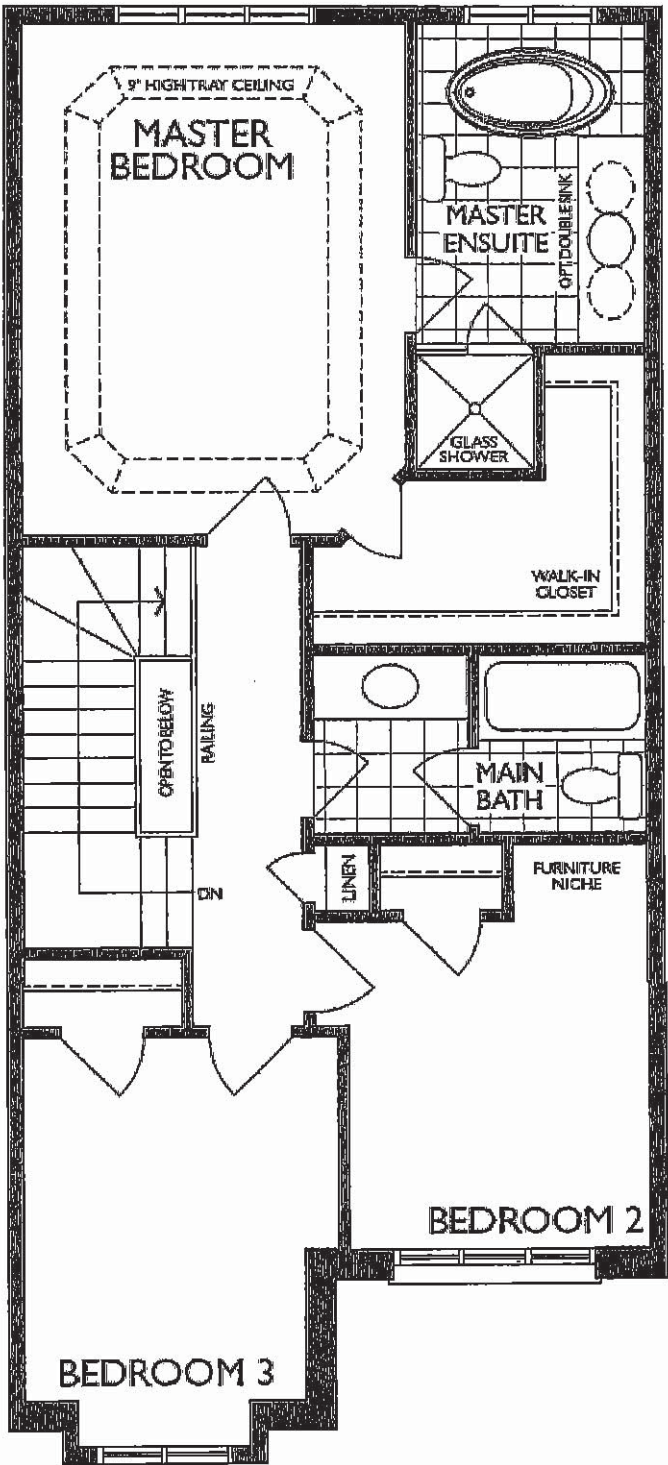 9' HIGH TRAY CEILING
MASTER
BEDROOM
MASTER
ENSUITE
OPT. DOUBLE SINK
GLASS
SHOWER
WALK-IN
CLOSET
OPEN TO BELOW
RAILING
MAIN
BATH
LINEN
FURNITURE
NICHE
DN
BEDROOM 2
BEDROOM 3